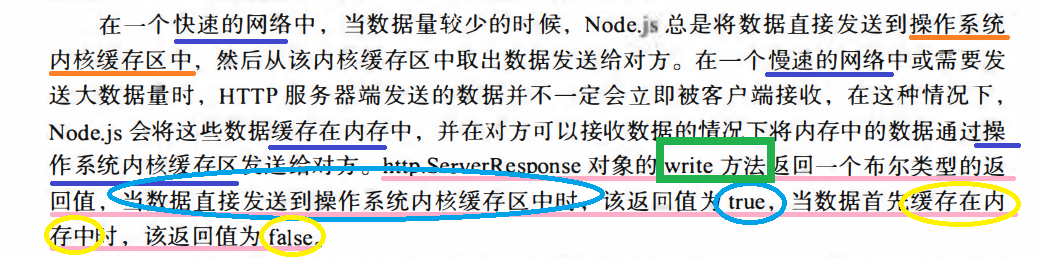 在一个快速的网络中，当数据量较少的时候，Node.js 总是将数据直接发送到操作系统
内核缓存区中，然后从该内核缓存区中取出数据发送给对方。在一个慢速的网络中或需要发
送大数据量时，HTTP 服务器端发送的数据并不一定会立即被客户端接收，在这种情况下，
Node.js 会将这些数据缓存在内存中，并在对方可以接收数据的情况下将内存中的数据通过操
作系统内核缓存区发送给对方。http.ServerResponse 对象的 write 方法返回一个布尔类型的返
回值，当数据直接发送到操作系统内核缓存区中时，该返回值为 true，当数据首先缓存在内
存中时，该返回值为 false。